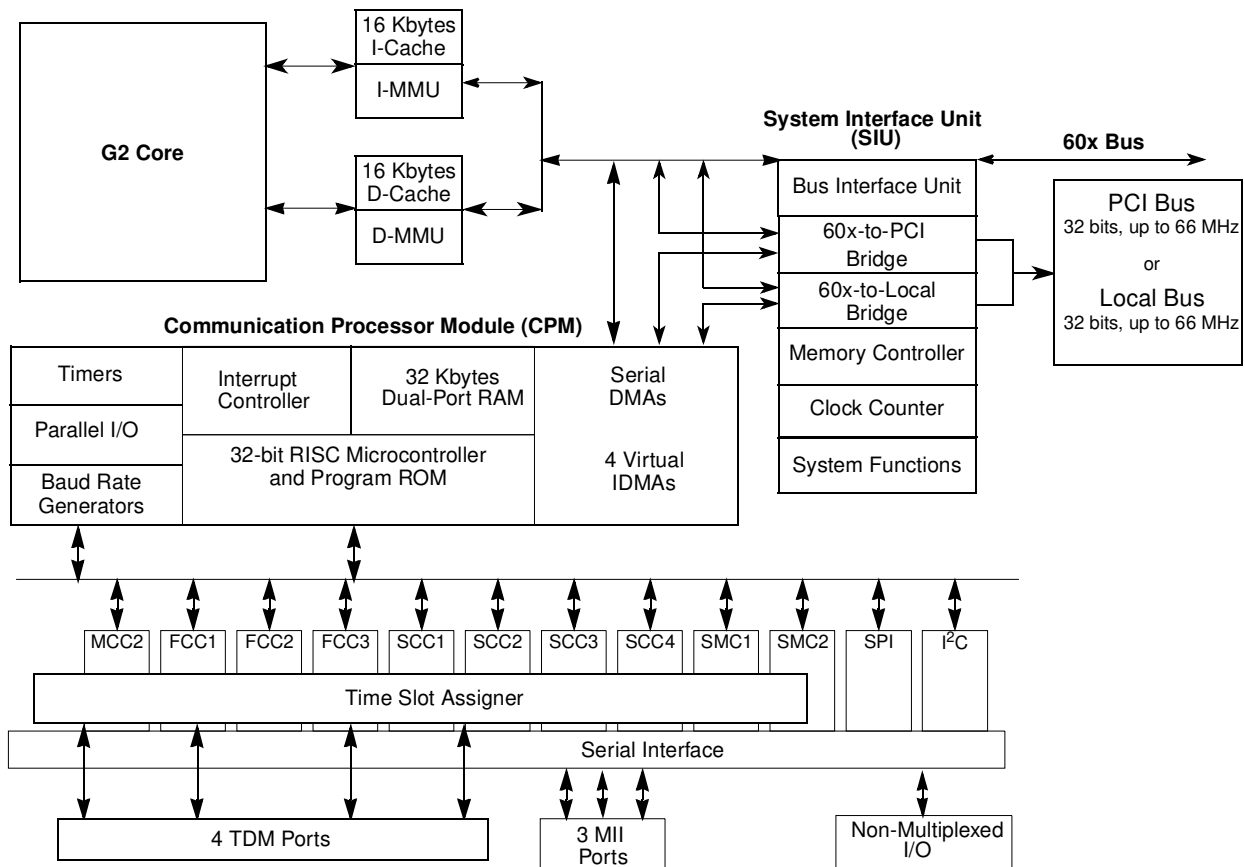 16 Kbytes
I-Cache
I-MMU
G2 Core
16 Kbytes
D-Cache
D-MMU
System Interface Unit
(SIU)
60x Bus
Bus Interface Unit
60x-to-PCI
Bridge
60x-to-Local
Bridge
Memory Controller
Clock Counter
System Functions
PCI Bus
32 bits, up to 66 MHz
or
Local Bus
32 bits, up to 66 MHz
Communication Processor Module (CPM)
Timers
Parallel I/O
Baud Rate
Generators
Interrupt
Controller
32 Kbytes
Dual-Port RAM
32-bit RISC Microcontroller
and Program ROM
Serial
DMAs
4 Virtual
IDMAs
MCC2
FCC1
FCC2
FCC3
SCC1
SCC2
SCC3
SCC4
SMC1
SMC2
SPI
I²C
Time Slot Assigner
Serial Interface
4 TDM Ports
3 MII
Ports
Non-Multiplexed
I/O